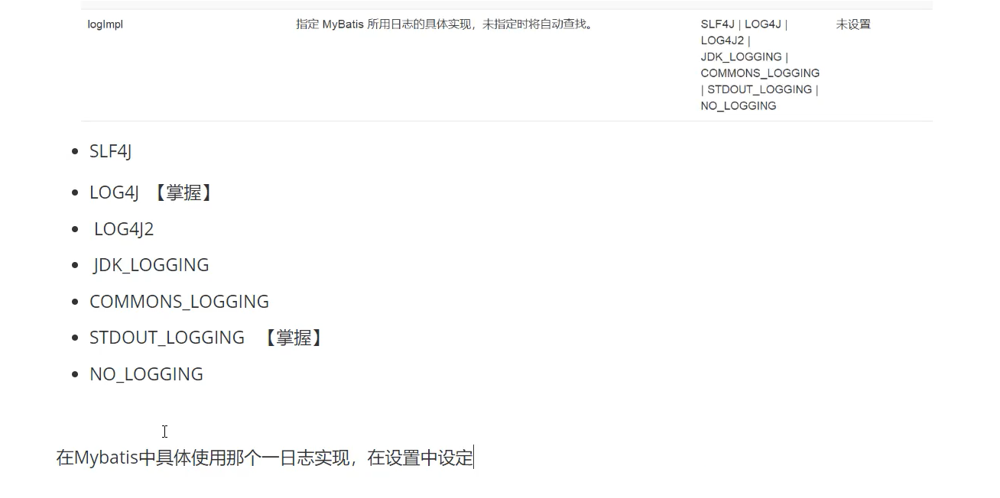 logImpl 指定 MyBatis 所用日志的具体实现，未指定时将自动查找。 SLF4J | LOG4J | 未设置
LOG4J2 |
JDK_LOGGING |
COMMONS_LOGGING
| STDOUT_LOGGING |
NO_LOGGING
SLF4J
LOG4J 【掌握】
LOG4J2
JDK_LOGGING
COMMONS_LOGGING
STDOUT_LOGGING 【掌握】
NO_LOGGING
在Mybatis中具体使用那个一日志实现，在设置中设定